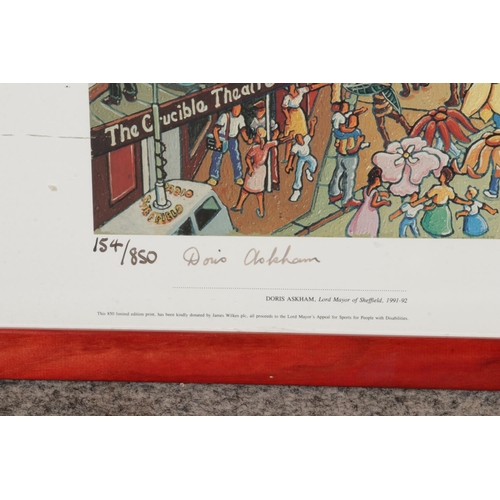 The Crucible Theatre
RADIO
SHEFFIELD
154/850 Doris Askham
DORIS ASKHAM, Lord Mayor of Sheffield, 1991-92
This 850 limited edition print, has been kindly donated by James Wilkes plc, all proceeds to the Lord Mayor's Appeal for Sports for People with Disabilities